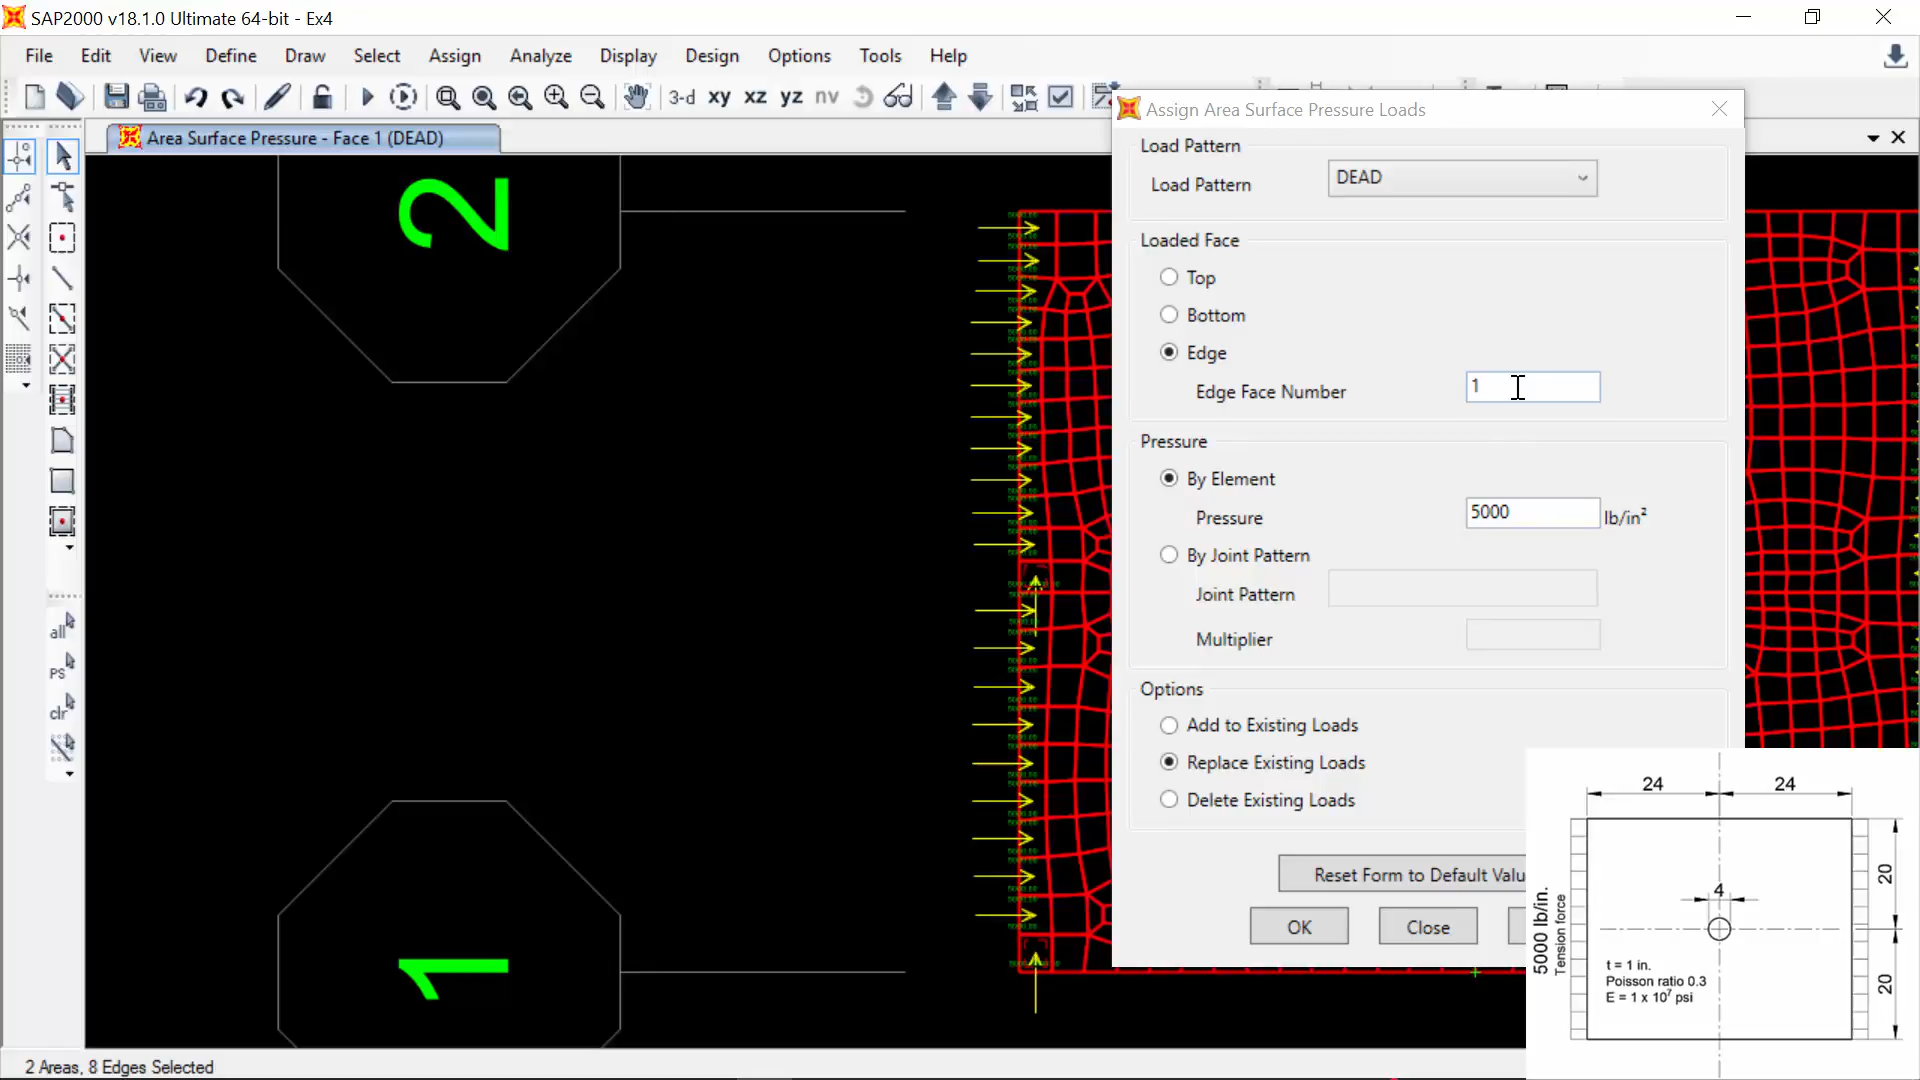 SAP2000 v18.1.0 Ultimate 64-bit - Ex4
File Edit View Define Draw Select Assign Analyze Display Design Options Tools Help
3-d xy xz yz nv
Area Surface Pressure - Face 1 (DEAD)
all
PS
clr
2
1
Assign Area Surface Pressure Loads
Load Pattern
Load Pattern DEAD
Loaded Face
Top
Bottom
Edge
Edge Face Number 1
Pressure
By Element
Pressure 5000 lb/in²
By Joint Pattern
Joint Pattern
Multiplier
Options
Add to Existing Loads
Replace Existing Loads
Delete Existing Loads
Reset Form to Default Valu
OK Close
24 24
4
20
20
5000 lb/in.
Tension force
t = 1 in.
Poisson ratio 0.3
E = 1 x 10⁷ psi
2 Areas, 8 Edges Selected